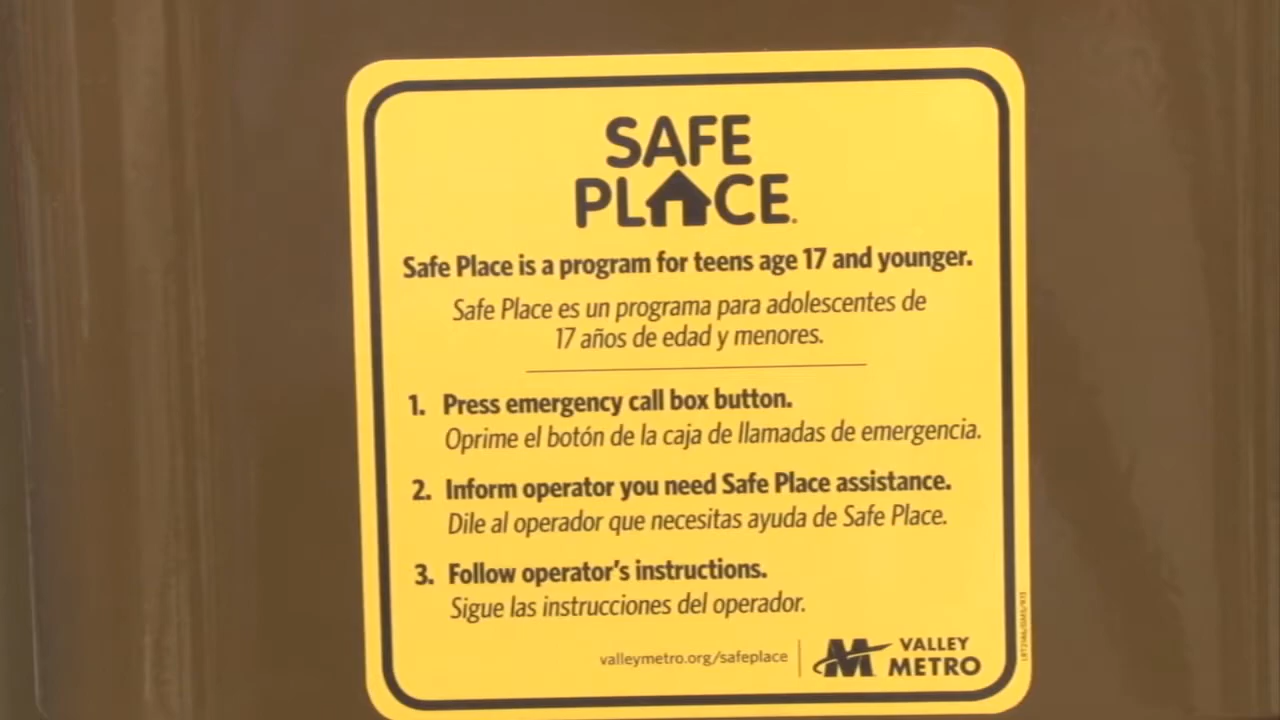 SAFE
PLACE.
Safe Place is a program for teens age 17 and younger.
Safe Place es un programa para adolescentes de
17 años de edad y menores.
1. Press emergency call box button.
Oprime el botón de la caja de llamadas de emergencia.
2. Inform operator you need Safe Place assistance.
Dile al operador que necesitas ayuda de Safe Place.
3. Follow operator's instructions.
Sigue las instrucciones del operador.
valleymetro.org/safeplace
VALLEY
METRO